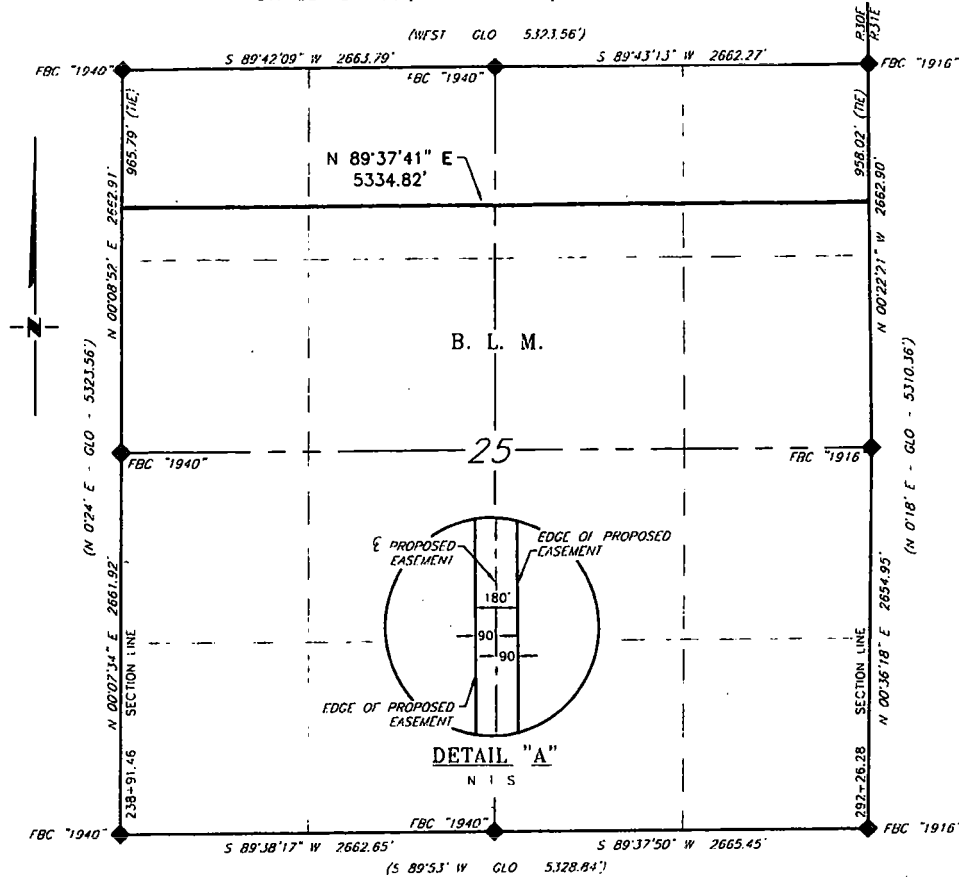 R30E
R31E
(WEST GLO 5323.56')
S 89°42'09" W 2663.79'
S 89°43'13" W 2662.27'
FBC "1940"
FBC "1940"
FBC "1916"
965.79' (TIE)
958.02' (TIE)
N 89°37'41" E
5334.82'
N 00°08'52" E 2662.91'
N 00°22'21" W 2662.90'
N
B. L. M.
(N 0°24' E - GLO - 5323.56')
(N 0°18' E - GLO - 5310.36')
25
FBC "1940"
FBC "1916
℄ PROPOSED
EASEMENT
EDGE OF PROPOSED
EASEMENT
180'
90
90
EDGE OF PROPOSED
EASEMENT
DETAIL "A"
N T S
N 00°07'34" E 2661.92'
SECTION LINE
238+91.46
SECTION LINE
292+26.28
N 00°36'18" E 2654.95'
FBC "1940"
FBC "1940"
FBC "1916"
S 89°38'17" W 2662.65'
S 89°37'50" W 2665.45'
(S 89°53' W GLO 5328.84')